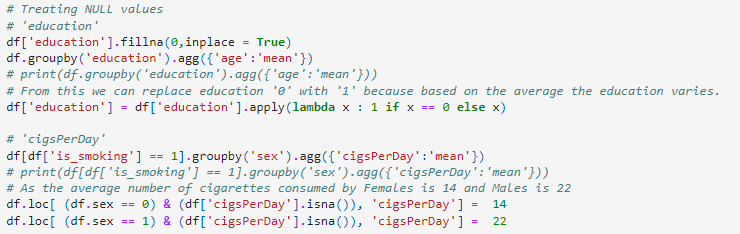 # Treating NULL values
# 'education'
df['education'].fillna(0,inplace = True)
df.groupby('education').agg({'age':'mean'})
# print(df.groupby('education').agg({'age':'mean'}))
# From this we can replace education '0' with '1' because based on the average the education varies.
df['education'] = df['education'].apply(lambda x : 1 if x == 0 else x)
# 'cigsPerDay'
df[df['is_smoking'] == 1].groupby('sex').agg({'cigsPerDay':'mean'})
# print(df[df['is_smoking'] == 1].groupby('sex').agg({'cigsPerDay':'mean'}))
# As the average number of cigarettes consumed by Females is 14 and Males is 22
df.loc[ (df.sex == 0) & (df['cigsPerDay'].isna()), 'cigsPerDay'] =  14
df.loc[ (df.sex == 1) & (df['cigsPerDay'].isna()), 'cigsPerDay'] =  22